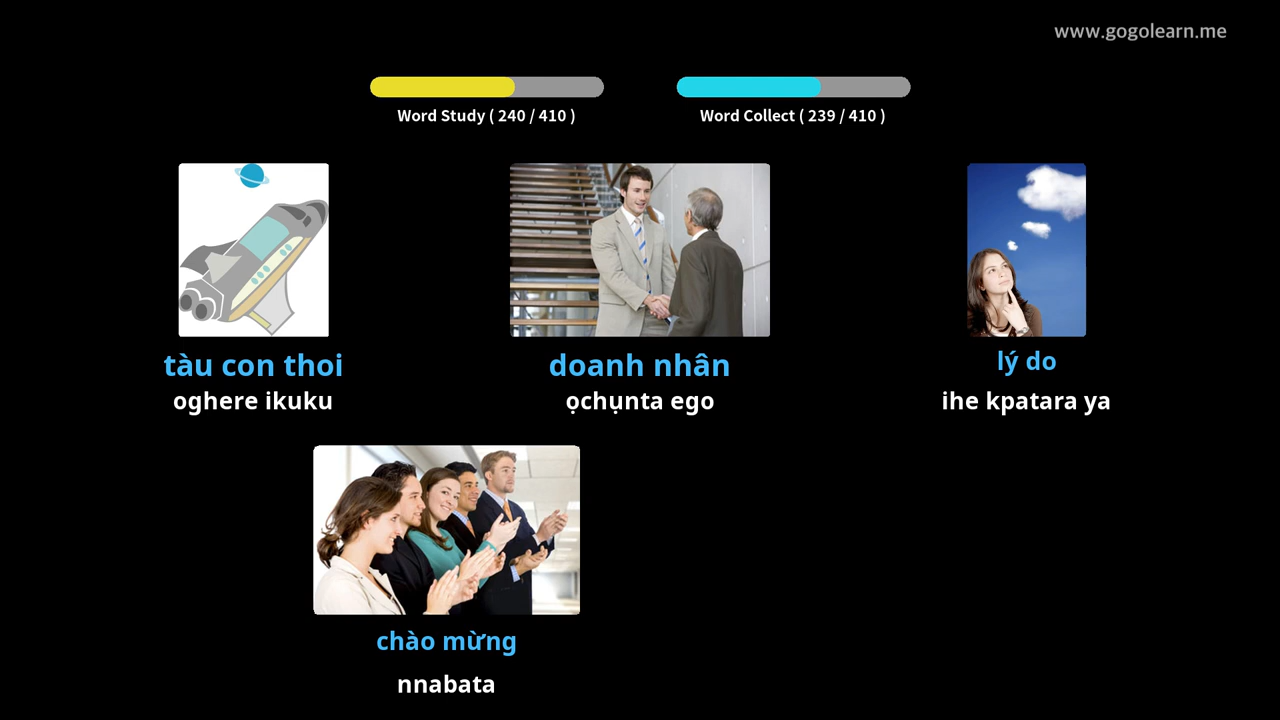 www.gogolearn.me
Word Study ( 240 / 410 )
Word Collect ( 239 / 410 )
tàu con thoi
oghere ikuku
doanh nhân
ọchụnta ego
lý do
ihe kpatara ya
chào mừng
nnabata